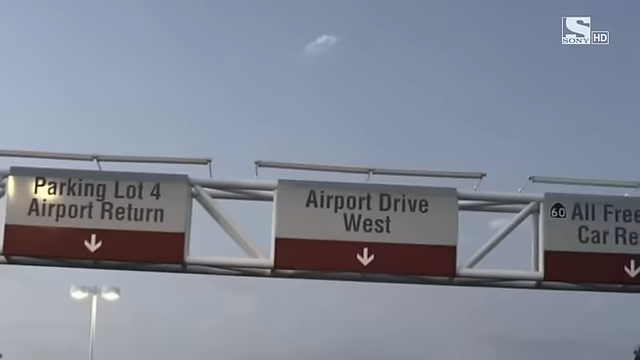 S
SONY HD
Parking Lot 4
Airport Return
Airport Drive
West
60 All Free
Car Re